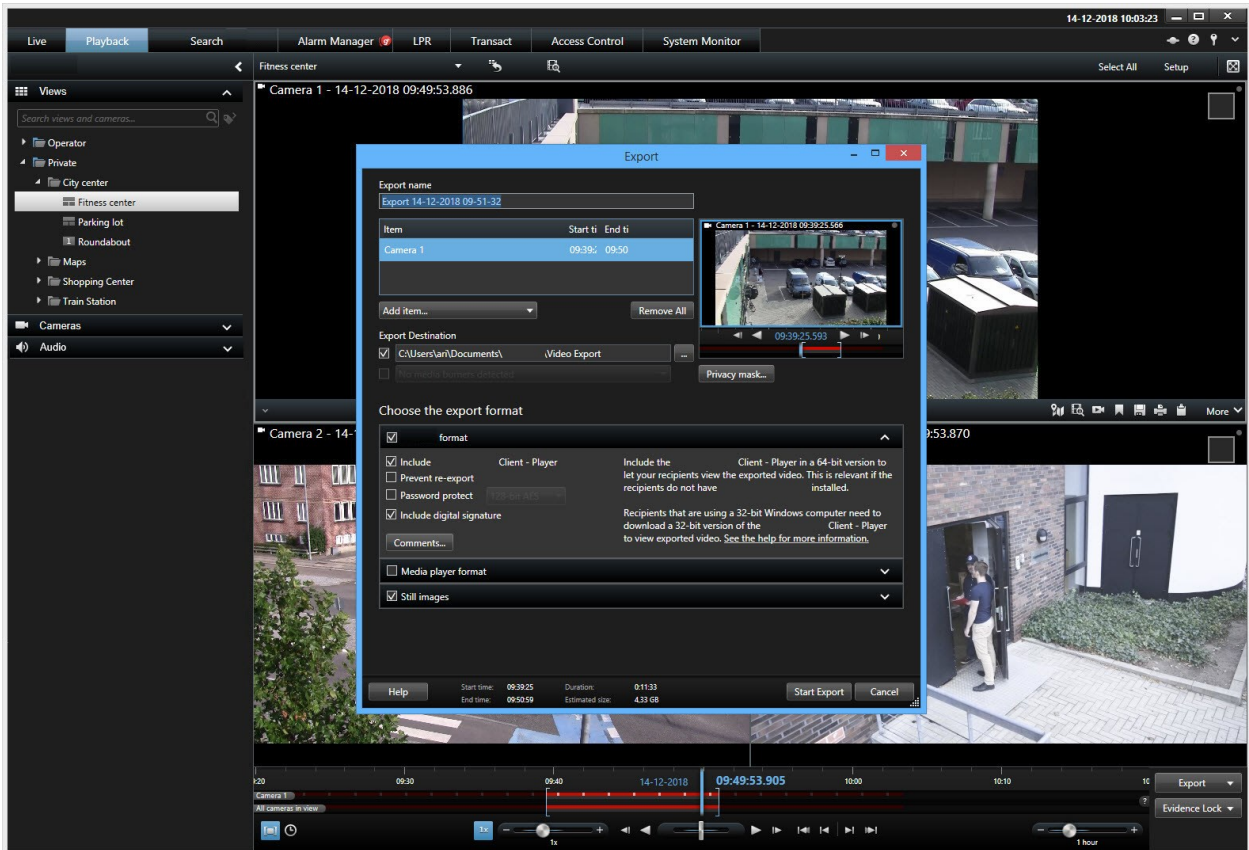 14-12-2018 10:03:23
Live Playback Search Alarm Manager LPR Transact Access Control System Monitor
Fitness center
Select All Setup
Views
Search views and cameras...
Operator
Private
City center
Fitness center
Parking lot
1 Roundabout
Maps
Shopping Center
Train Station
Cameras
Audio
Camera 1 - 14-12-2018 09:49:53.886
Export
Export name
Export 14-12-2018 09-51-32
Item Start ti End ti
Camera 1 09:39: 09:50
Camera 1 - 14-12-2018 09:39:25.566
09:39:25.593
Add item... Remove All
Export Destination
C:\Users\ari\Documents\ \Video Export ...
No media burners detected
Privacy mask...
Choose the export format
format
Include Client - Player
Prevent re-export
Password protect 128-bit AES
Include digital signature
Comments...
Include the Client - Player in a 64-bit version to
let your recipients view the exported video. This is relevant if the
recipients do not have installed.
Recipients that are using a 32-bit Windows computer need to
download a 32-bit version of the Client - Player
to view exported video. See the help for more information.
Media player format
Still images
Help
Start time: 09:39:25 Duration: 0:11:33
End time: 09:50:59 Estimated size: 4,33 GB
Start Export Cancel
More
Camera 2 - 14-
9:53.870
:20 09:30 09:40 14-12-2018 09:49:53.905 10:00 10:10
Camera 1
All cameras in view
Export
Evidence Lock
1x
1x
1 hour